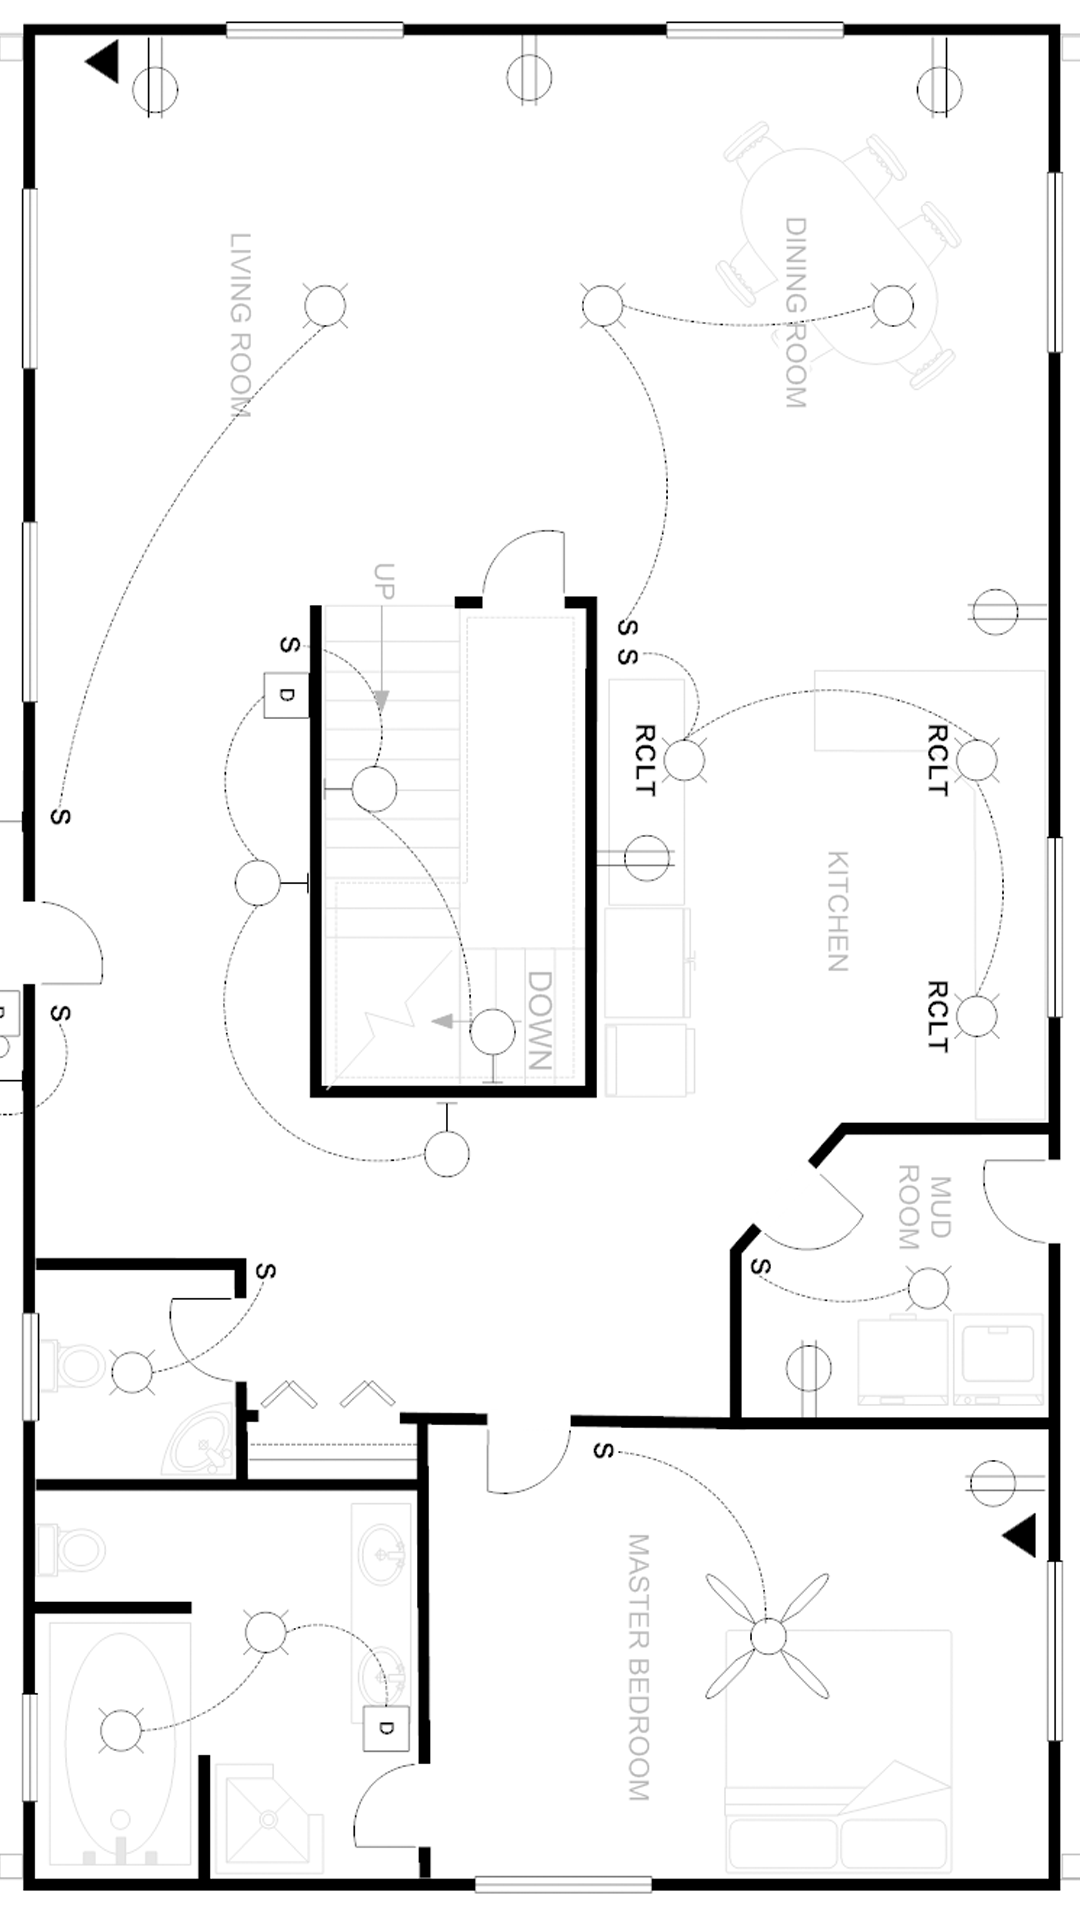 LIVING ROOM
DINING ROOM
UP
S
D
S
S
RCLT
RCLT
S
KITCHEN
DOWN
RCLT
S
MUD
ROOM
S
S
S
MASTER BEDROOM
D